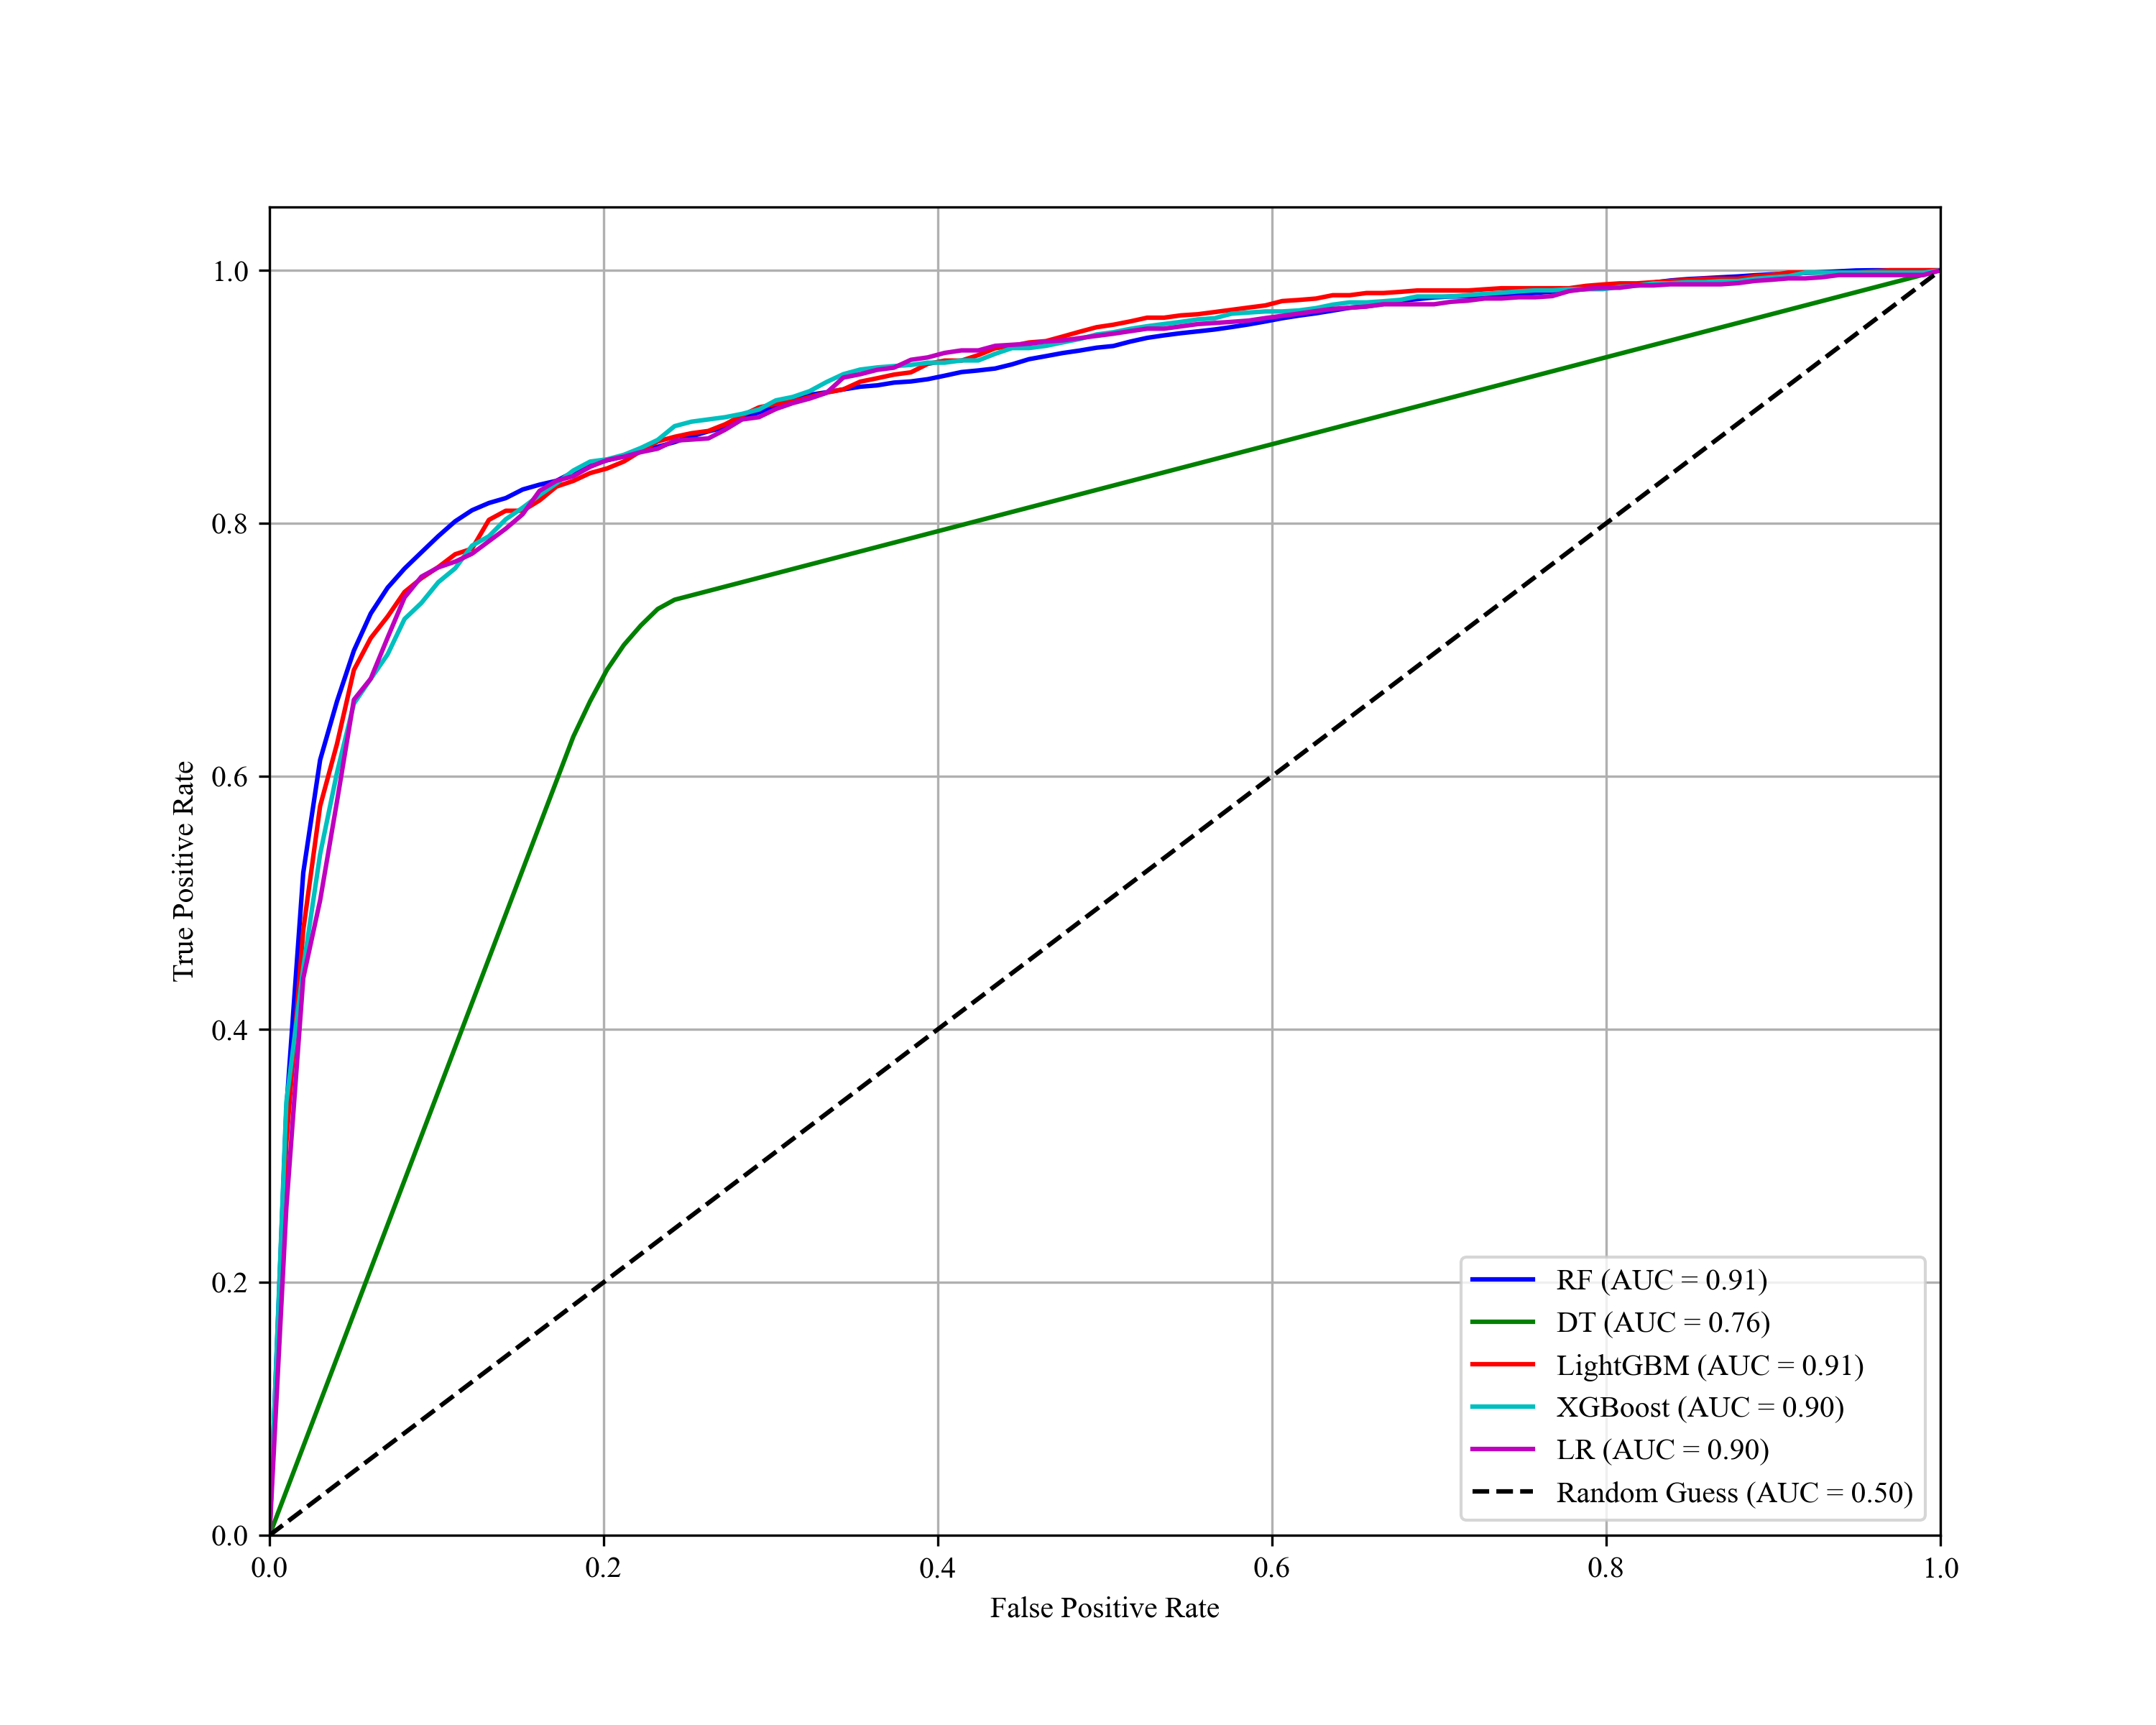 1.0
0.8
0.6
0.4
0.2
0.0
True Positive Rate
0.0 0.2 0.4 0.6 0.8 1.0
False Positive Rate
RF (AUC = 0.91)
DT (AUC = 0.76)
LightGBM (AUC = 0.91)
XGBoost (AUC = 0.90)
LR (AUC = 0.90)
Random Guess (AUC = 0.50)